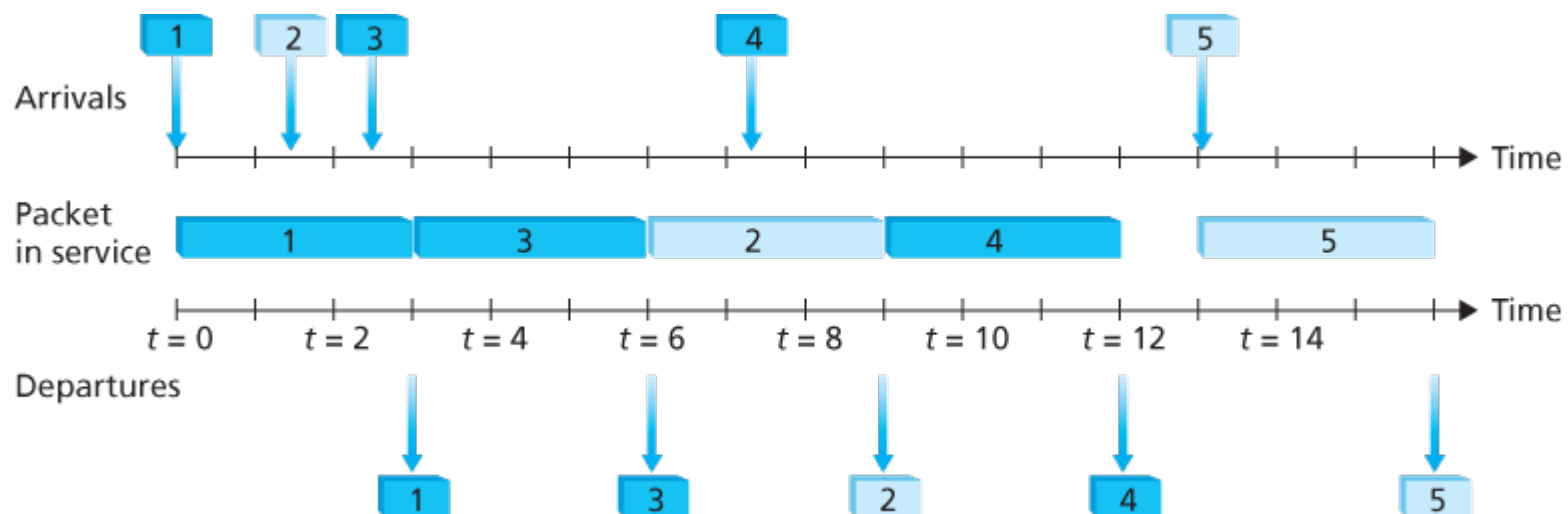 1 2 3 4 5
Arrivals
Time
Packet
in service
1 3 2 4 5
Time
t = 0 t = 2 t = 4 t = 6 t = 8 t = 10 t = 12 t = 14
Departures
1 3 2 4 5